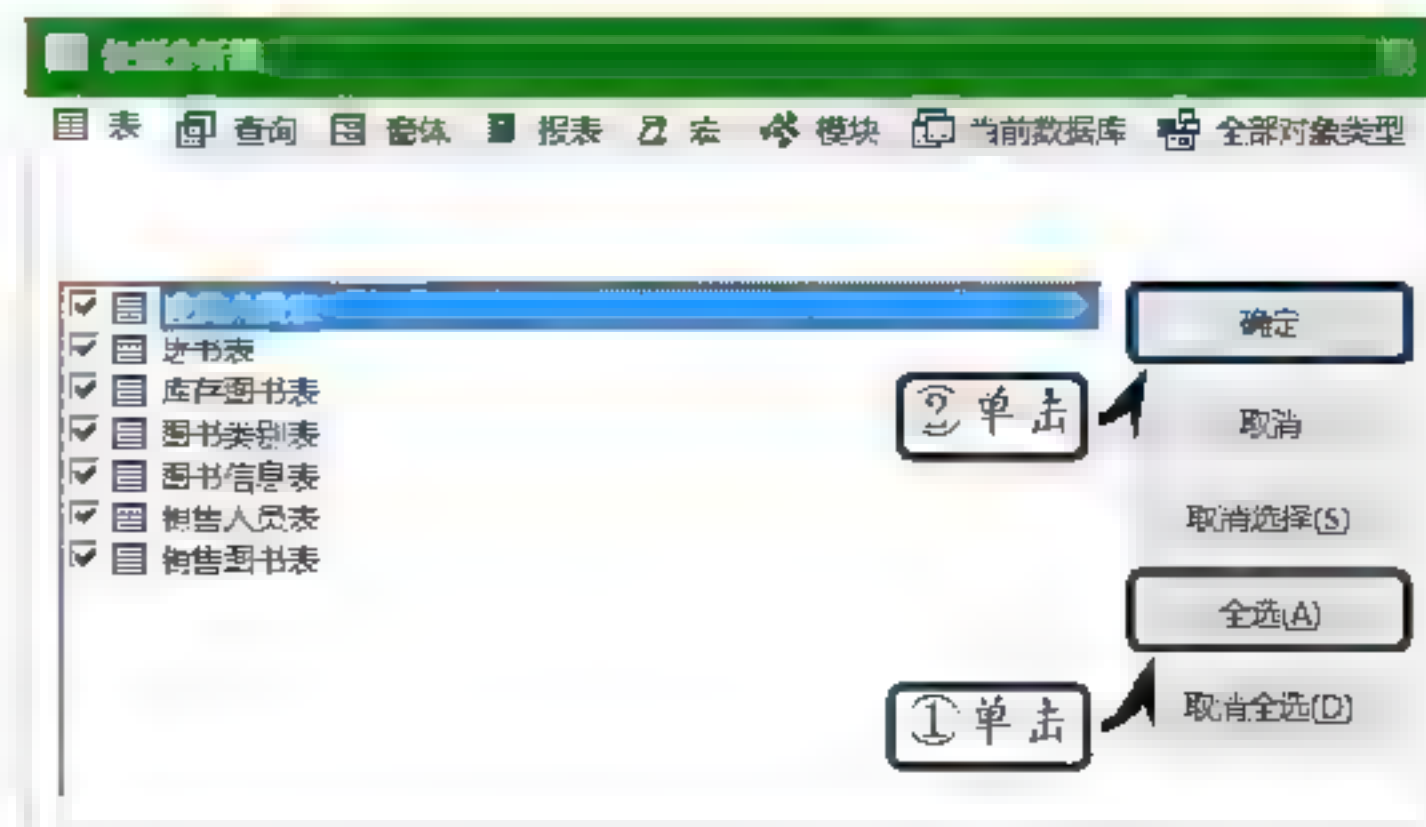 表 查询 窗体 报表 宏 模块 当前数据库 全部对象类型
确定
书表
库存图书表
②单击
取消
图书类别表
图书信息表
销售人员表
取消选择(S)
销售图书表
全选(A)
①单击
取消全选(D)